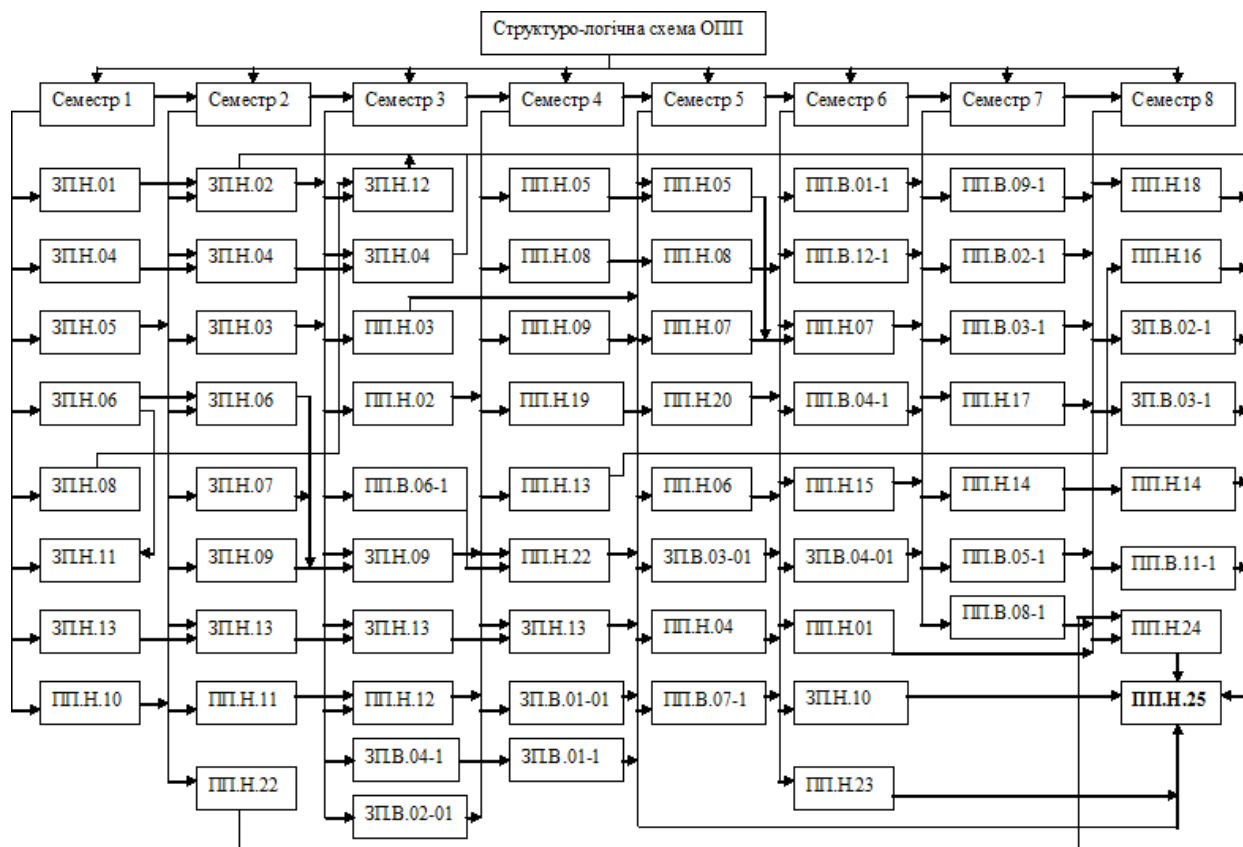 Структуро-логічна схема ОПП
Семестр 1
Семестр 2
Семестр 3
Семестр 4
Семестр 5
Семестр 6
Семестр 7
Семестр 8
ЗП.Н.01
ЗП.Н.02
ЗП.Н.12
ПП.Н.05
ПП.Н.05
ПП.В.01-1
ПП.В.09-1
ПП.Н.18
ЗП.Н.04
ЗП.Н.04
ЗП.Н.04
ПП.Н.08
ПП.Н.08
ПП.В.12-1
ПП.В.02-1
ПП.Н.16
ЗП.Н.05
ЗП.Н.03
ПП.Н.03
ПП.Н.09
ПП.Н.07
ПП.Н.07
ПП.В.03-1
ЗП.В.02-1
ЗП.Н.06
ЗП.Н.06
ПП.Н.02
ПП.Н.19
ПП.Н.20
ПП.В.04-1
ПП.Н.17
ЗП.В.03-1
ЗП.Н.08
ЗП.Н.07
ПП.В.06-1
ПП.Н.13
ПП.Н.06
ПП.Н.15
ПП.Н.14
ПП.Н.14
ЗП.Н.11
ЗП.Н.09
ЗП.Н.09
ПП.Н.22
ЗП.В.03-01
ЗП.В.04-01
ПП.В.05-1
ПП.В.11-1
ЗП.Н.13
ЗП.Н.13
ЗП.Н.13
ЗП.Н.13
ПП.Н.04
ПП.Н.01
ПП.В.08-1
ПП.Н.24
ПП.Н.10
ПП.Н.11
ПП.Н.12
ЗП.В.01-01
ПП.В.07-1
ЗП.Н.10
ПП.Н.25
ПП.Н.22
ЗП.В.04-1
ЗП.В.01-1
ПП.Н.23
ЗП.В.02-01